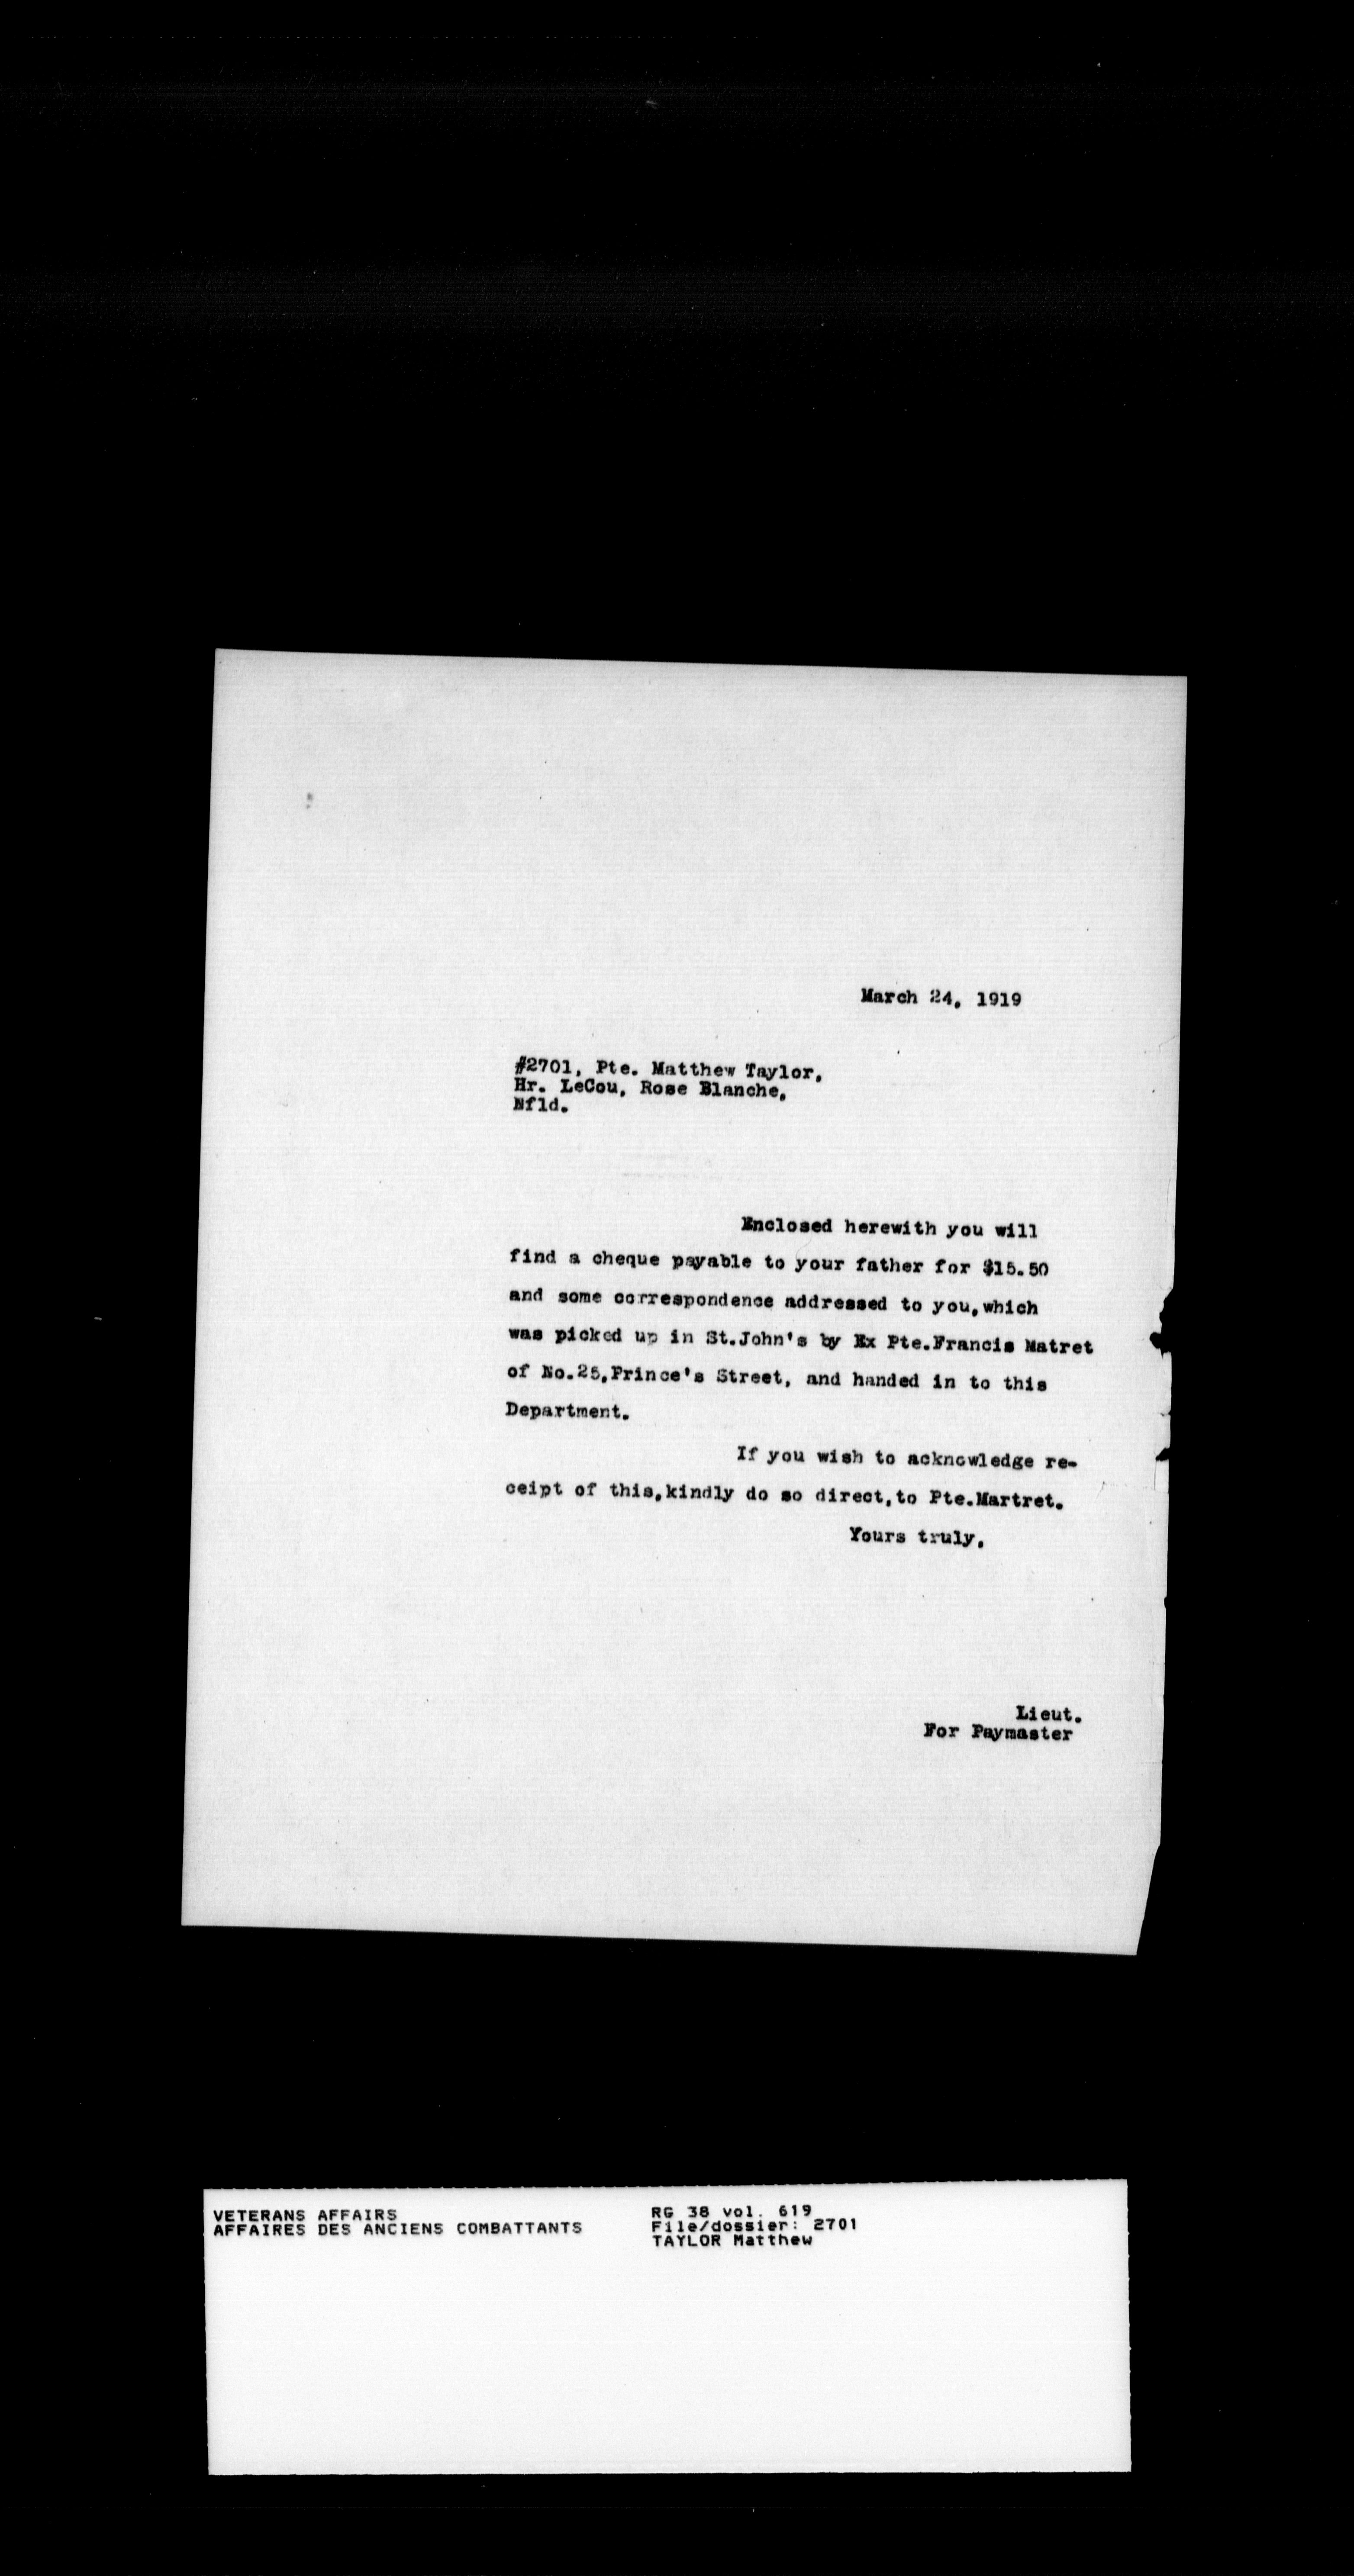 March 24, 1919
#2701, Pte. Matthew Taylor,
Hr. LeCou, Rose Blanche,
Nfld.
Enclosed herewith you will
find a cheque payable to your father for $15.50
and some correspondence addressed to you,which
was picked up in St.John's by Ex Pte.Francis Matret
of No.25,Prince's Street, and handed in to this
Department.
If you wish to acknowledge re-
ceipt of this,kindly do so direct,to Pte.Martret.
Yours truly,
Lieut.
For Paymaster
VETERANS AFFAIRS
AFFAIRES DES ANCIENS COMBATTANTS
RG 38 vol. 619
File/dossier: 2701
TAYLOR Matthew